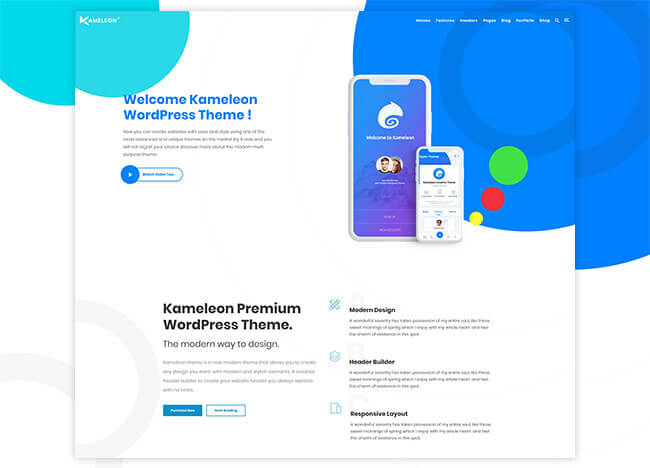 KAMELEON
Homes Features Headers Pages Blog Portfolio Shop
Welcome Kameleon
WordPress Theme !
Now you can create websites with ease and style using one of the
most rebranded and unique themes on the market try it now and you
will not regret your choice discover more about the modern multi
purpose theme.
Watch Video Tour
Welcome to Kameleon
SIGN UP
Kameleon Creative Theme
Kameleon Premium
WordPress Theme.
The modern way to design.
Kameleon theme is a new modern theme that allows you to create
any design you want with modern and stylish elements. A creative
header builder to create your website header you always wanted
with no limits.
Purchase Now Start Building
Modern Design
A wonderful serenity has taken possession of my entire soul, like these
sweet mornings of spring which I enjoy with my whole heart. and feel
the charm of existence in this spot.
Header Builder
A wonderful serenity has taken possession of my entire soul, like these
sweet mornings of spring which I enjoy with my whole heart. and feel
the charm of existence in this spot.
Responsive Layout
A wonderful serenity has taken possession of my entire soul, like these
sweet mornings of spring which I enjoy with my whole heart. and feel
the charm of existence in this spot.